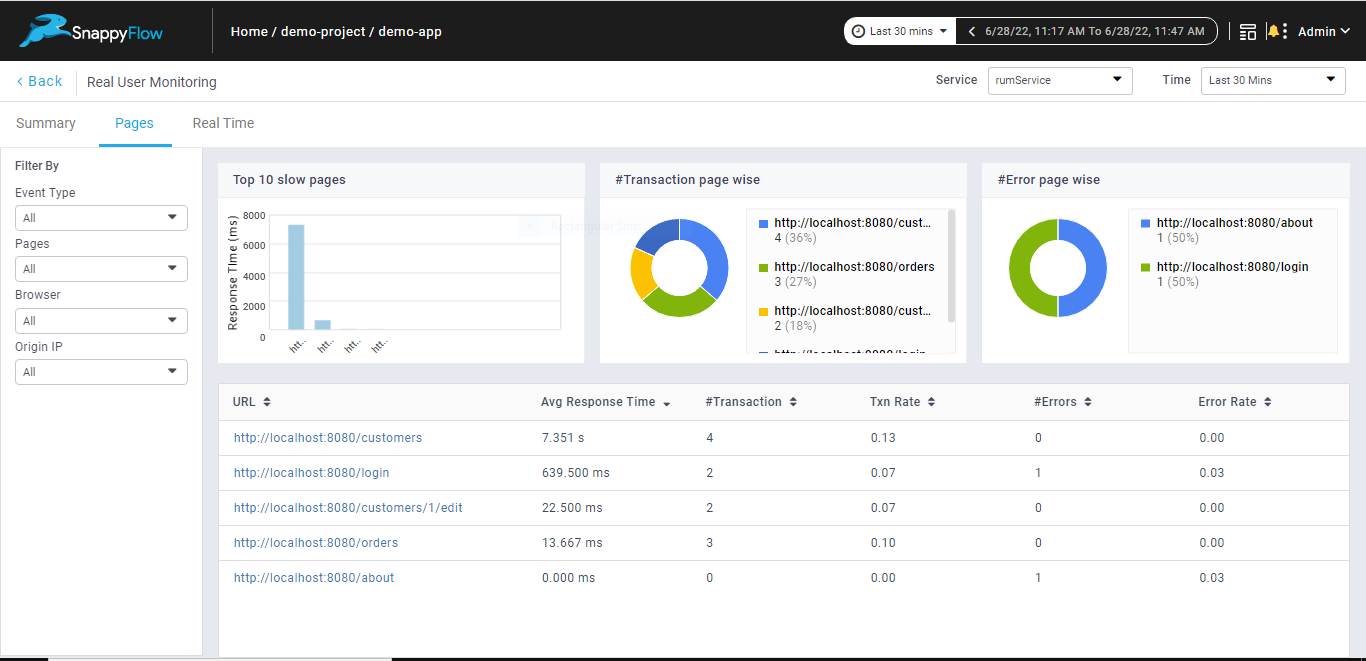 SnappyFlow
Home / demo-project / demo-app
Last 30 mins
6/28/22, 11:17 AM To 6/28/22, 11:47 AM
Admin
Back
Real User Monitoring
Service
rumService
Time
Last 30 Mins
Summary
Pages
Real Time
Filter By
Event Type
All
Pages
All
Browser
All
Origin IP
All
Top 10 slow pages
Response TIme (ms)
8000
6000
4000
2000
0
htt..
htt..
htt..
htt..
#Transaction page wise
http://localhost:8080/cust...
4 (36%)
http://localhost:8080/orders
3 (27%)
http://localhost:8080/cust...
2 (18%)
http://localhost:8080/login
#Error page wise
http://localhost:8080/about
1 (50%)
http://localhost:8080/login
1 (50%)
URL Avg Response Time #Transaction Txn Rate #Errors Error Rate
http://localhost:8080/customers 7.351 s 4 0.13 0 0.00
http://localhost:8080/login 639.500 ms 2 0.07 1 0.03
http://localhost:8080/customers/1/edit 22.500 ms 2 0.07 0 0.00
http://localhost:8080/orders 13.667 ms 3 0.10 0 0.00
http://localhost:8080/about 0.000 ms 0 0.00 1 0.03